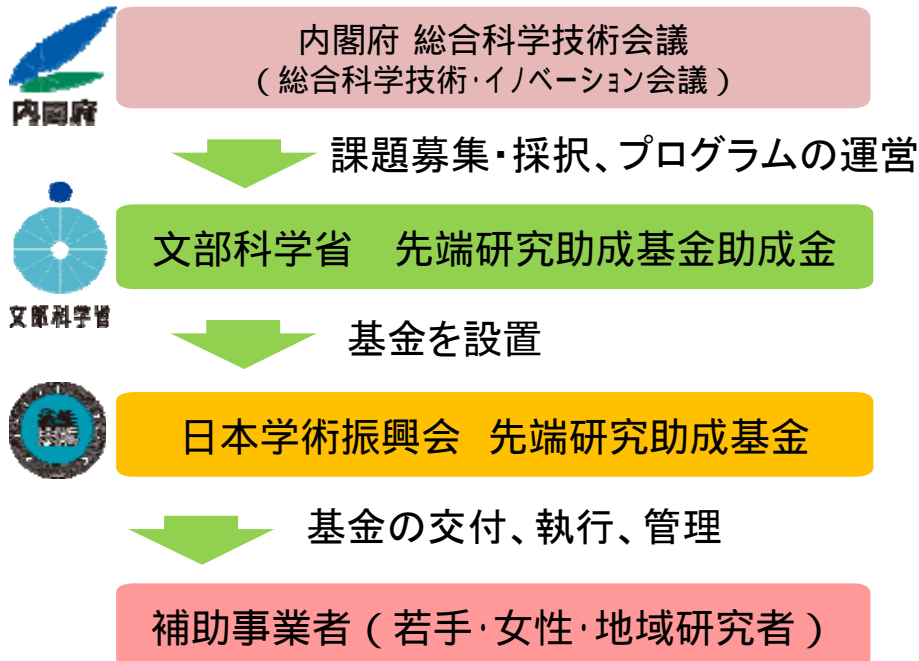 内閣府 総合科学技術会議
（総合科学技術・イノベーション会議）
内閣府
課題募集・採択、プログラムの運営
文部科学省　先端研究助成基金助成金
文部科学省
基金を設置
日本学術振興会　先端研究助成基金
基金の交付、執行、管理
補助事業者（若手・女性・地域研究者）